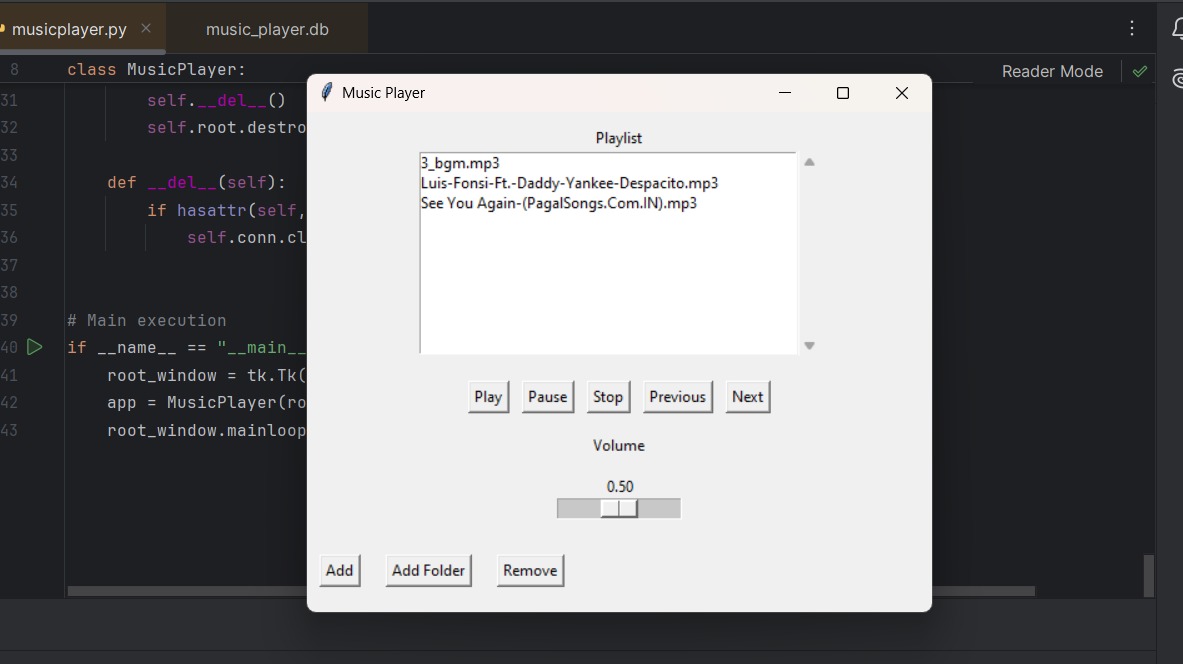 musicplayer.py music_player.db
8 class MusicPlayer: Reader Mode
Music Player
31 self.__del__()
32 self.root.destro
33
34 def __del__(self):
35 if hasattr(self,
36 self.conn.cl
37
38
39 # Main execution
40 if __name__ == "__main__
41 root_window = tk.Tk(
42 app = MusicPlayer(ro
43 root_window.mainloop
Playlist
3_bgm.mp3
Luis-Fonsi-Ft.-Daddy-Yankee-Despacito.mp3
See You Again-(PagalSongs.Com.IN).mp3
Play Pause Stop Previous Next
Volume
0.50
Add Add Folder Remove